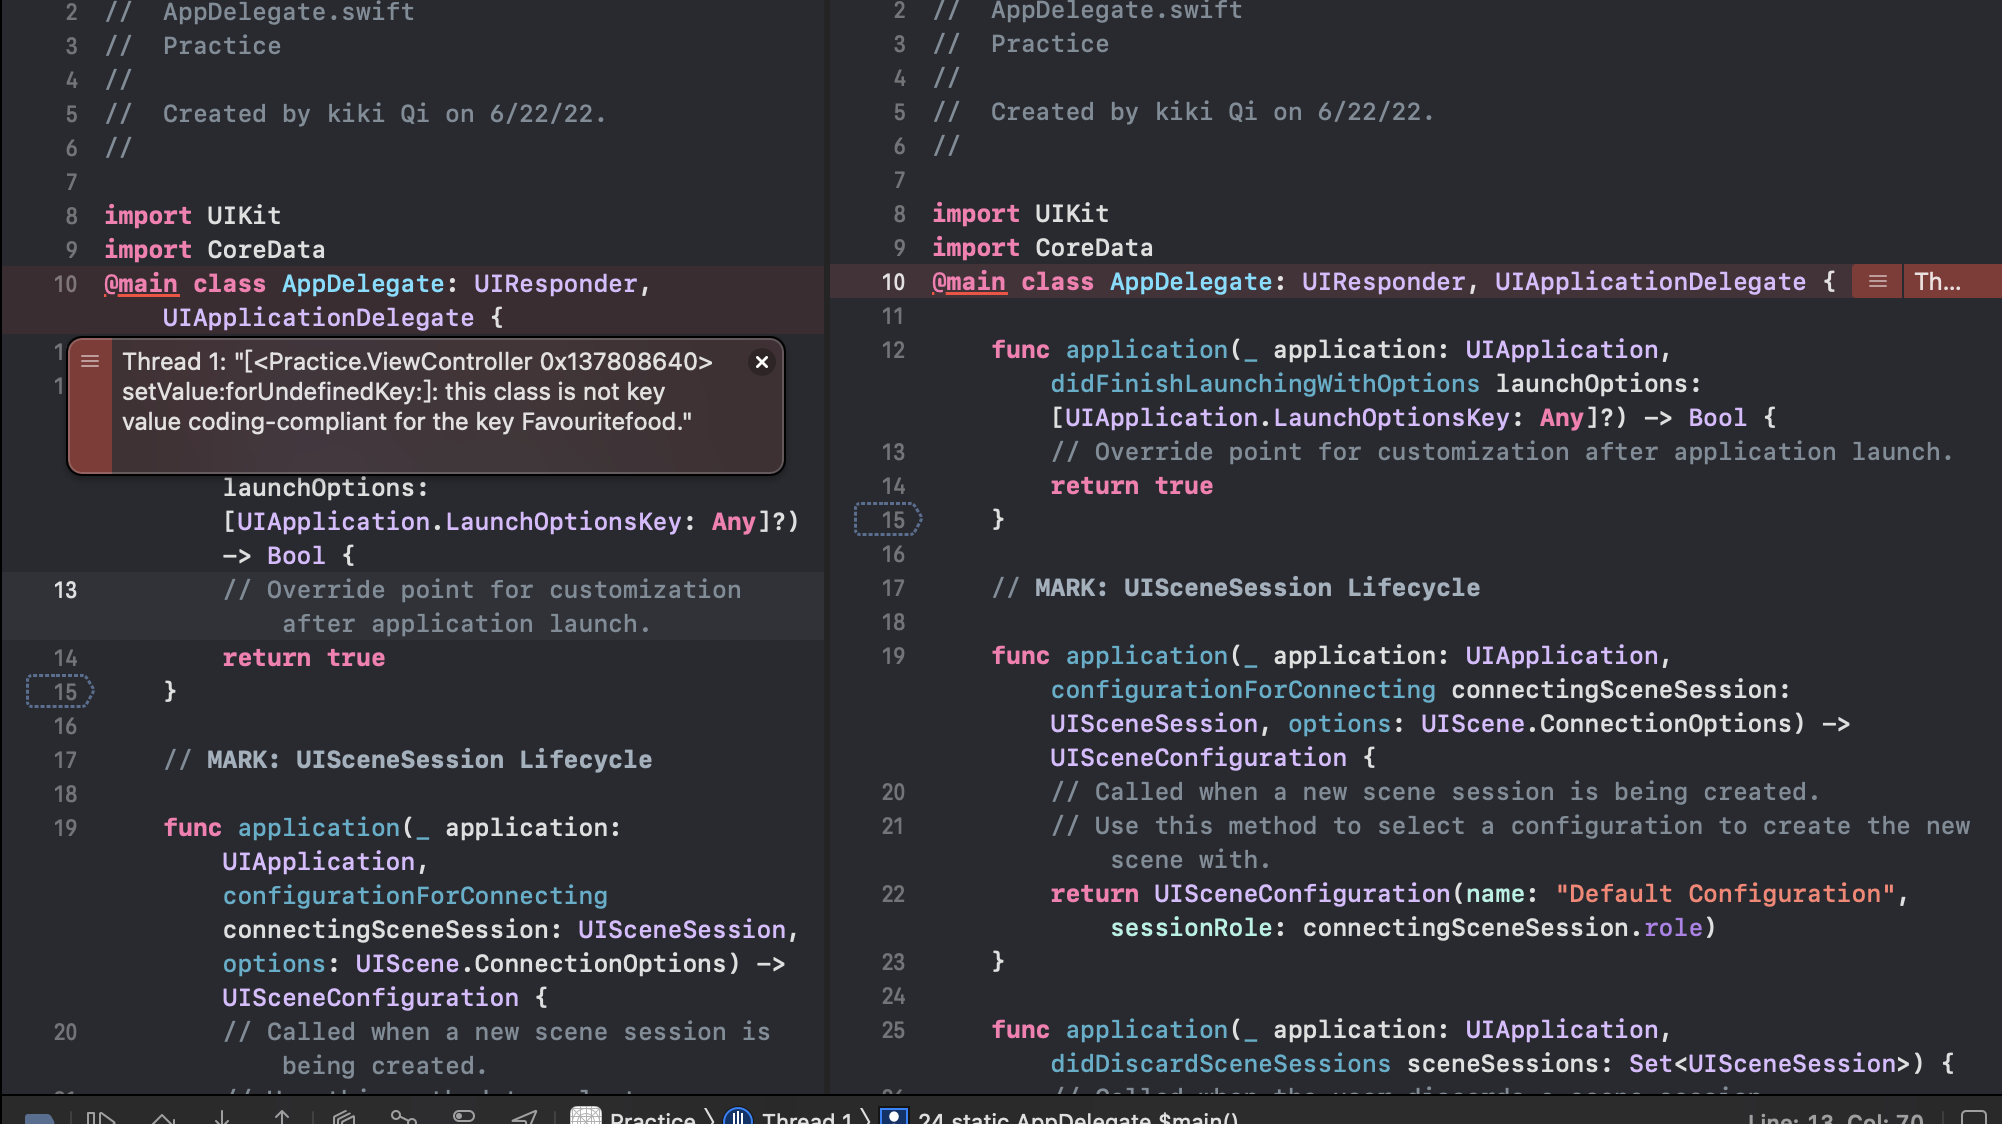 2 //  AppDelegate.swift
3 //  Practice
4 //
5 //  Created by kiki Qi on 6/22/22.
6 //
7
8 import UIKit
9 import CoreData
10 @main class AppDelegate: UIResponder,
UIApplicationDelegate {
1
1
Thread 1: "[<Practice.ViewController 0x137808640>
setValue:forUndefinedKey:]: this class is not key
value coding-compliant for the key Favouritefood."
launchOptions:
[UIApplication.LaunchOptionsKey: Any]?)
-> Bool {
13 // Override point for customization
after application launch.
14 return true
15 }
16
17 // MARK: UISceneSession Lifecycle
18
19 func application(_ application:
UIApplication,
configurationForConnecting
connectingSceneSession: UISceneSession,
options: UIScene.ConnectionOptions) ->
UISceneConfiguration {
20 // Called when a new scene session is
being created.
2 //  AppDelegate.swift
3 //  Practice
4 //
5 //  Created by kiki Qi on 6/22/22.
6 //
7
8 import UIKit
9 import CoreData
10 @main class AppDelegate: UIResponder, UIApplicationDelegate { Th...
11
12 func application(_ application: UIApplication,
didFinishLaunchingWithOptions launchOptions:
[UIApplication.LaunchOptionsKey: Any]?) -> Bool {
13 // Override point for customization after application launch.
14 return true
15 }
16
17 // MARK: UISceneSession Lifecycle
18
19 func application(_ application: UIApplication,
configurationForConnecting connectingSceneSession:
UISceneSession, options: UIScene.ConnectionOptions) ->
UISceneConfiguration {
20 // Called when a new scene session is being created.
21 // Use this method to select a configuration to create the new
scene with.
22 return UISceneConfiguration(name: "Default Configuration",
sessionRole: connectingSceneSession.role)
23 }
24
25 func application(_ application: UIApplication,
didDiscardSceneSessions sceneSessions: Set<UISceneSession>) {
Practice Thread 1 24 static AppDelegate.$main() Line: 13 Col: 70